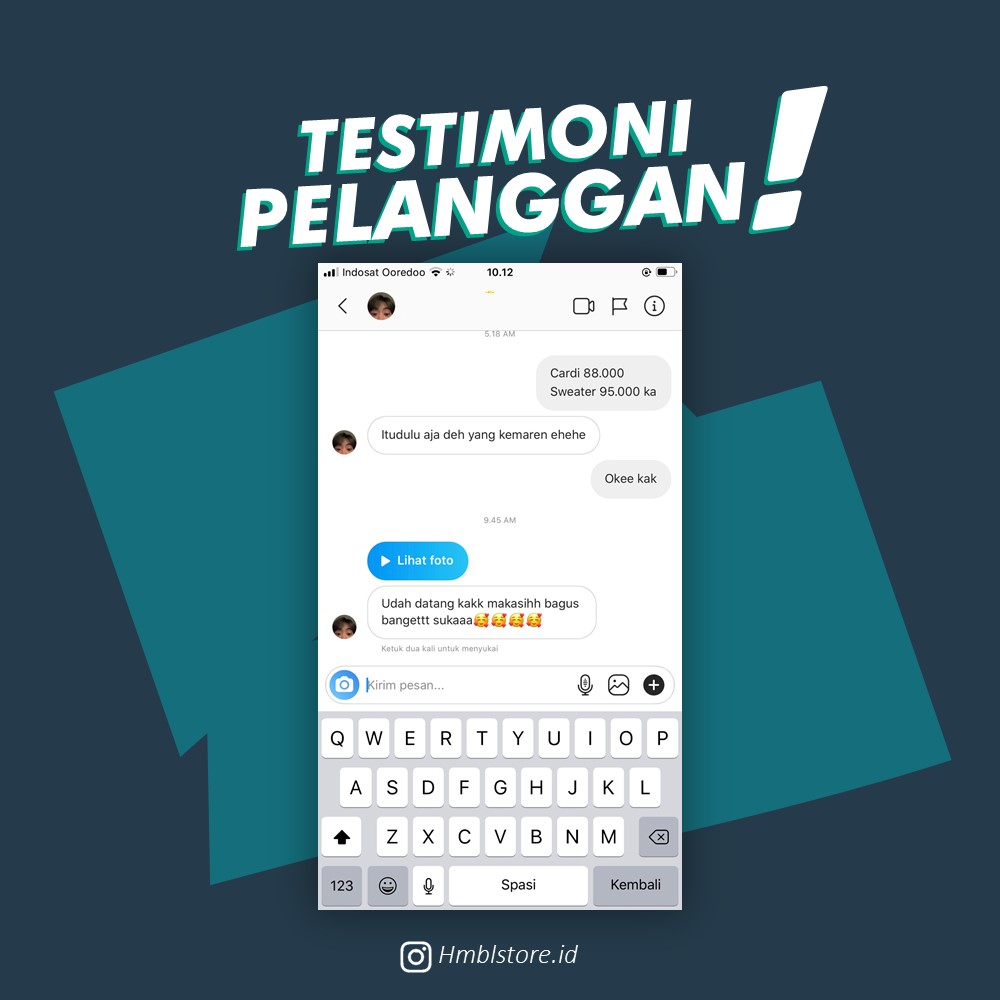 TESTIMONI
PELANGGAN!
Indosat Ooredoo 10.12
5.18 AM
Cardi 88.000
Sweater 95.000 ka
Itudulu aja deh yang kemaren ehehe
Okee kak
9.45 AM
Lihat foto
Udah datang kakk makasihh bagus
bangettt sukaaa🥰🥰🥰🥰
Ketuk dua kali untuk menyukai
Kirim pesan...
Q W E R T Y U I O P
A S D F G H J K L
Z X C V B N M
123 Spasi Kembali
Hmblstore.id